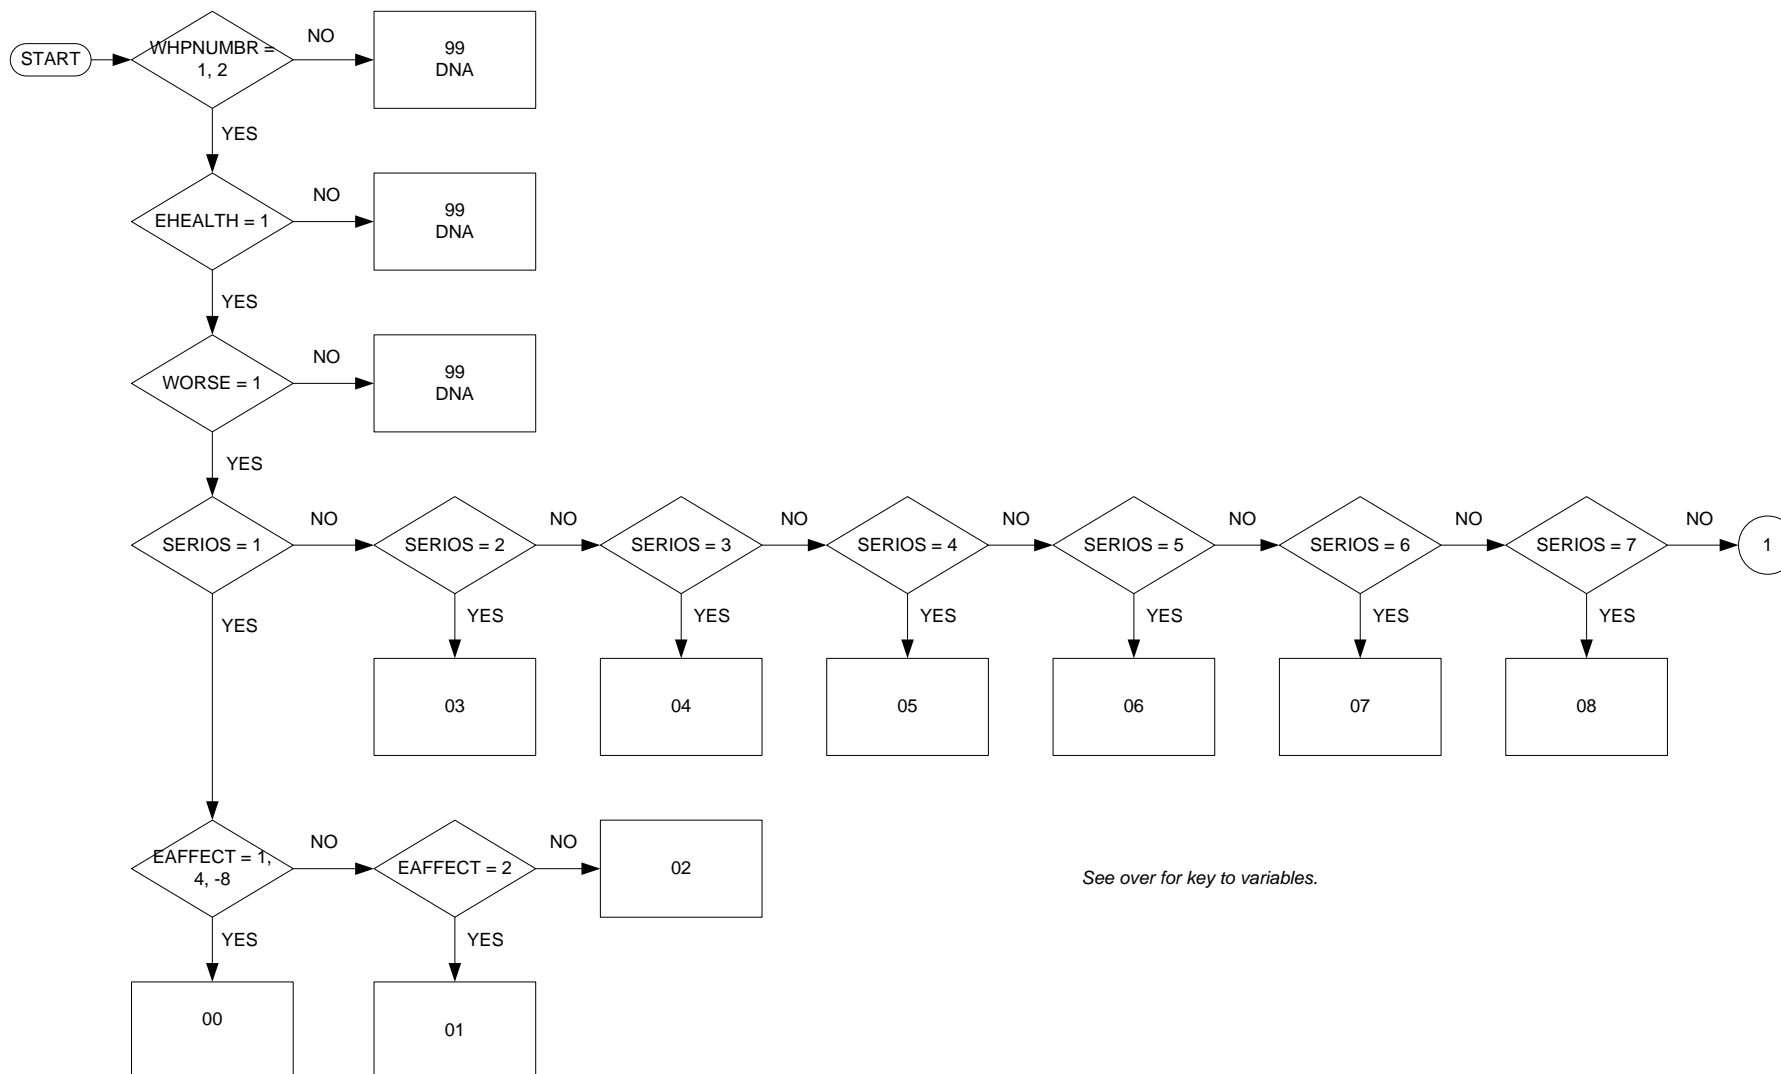 START
WHPNUMBR =
1, 2
NO
99
DNA
YES
EHEALTH = 1
NO
99
DNA
YES
WORSE = 1
NO
99
DNA
YES
SERIOS = 1
NO
SERIOS = 2
NO
SERIOS = 3
NO
SERIOS = 4
NO
SERIOS = 5
NO
SERIOS = 6
NO
SERIOS = 7
NO
1
YES
YES
YES
YES
YES
YES
YES
03
04
05
06
07
08
EAFFECT = 1,
4, -8
NO
EAFFECT = 2
NO
02
See over for key to variables.
YES
YES
00
01